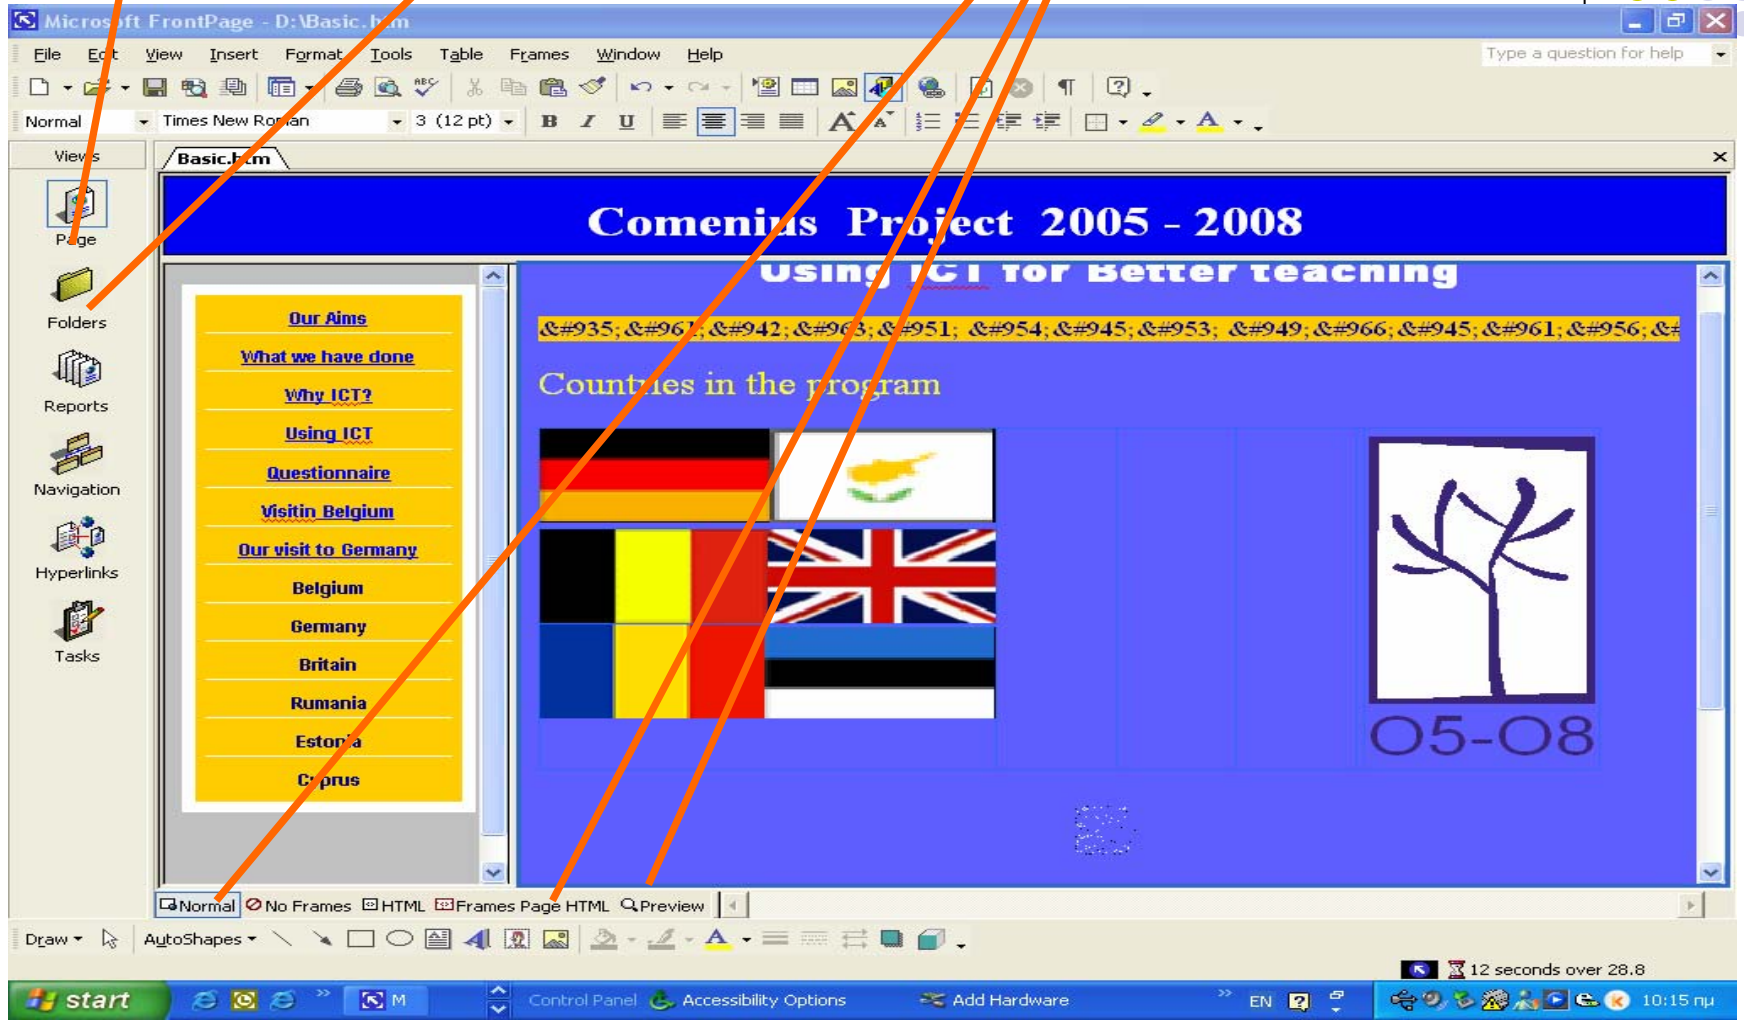 Microsoft FrontPage - D:\Basic.htm
File Edit View Insert Format Tools Table Frames Window Help
Type a question for help
Normal Times New Roman 3 (12 pt) B I U A A A
Views
Basic.htm
Page
Folders
Reports
Navigation
Hyperlinks
Tasks
Comenius Project 2005 - 2008
Our Aims
What we have done
Why ICT?
Using ICT
Questionnaire
Visitin Belgium
Our visit to Germany
Belgium
Germany
Britain
Rumania
Estonia
Cyprus
Using ICT for Better teaching
&#935;&#961;&#942;&#963;&#951; &#954;&#945;&#953; &#949;&#966;&#945;&#961;&#956;&#
Countries in the program
05-08
Normal No Frames HTML Frames Page HTML Preview
Draw AutoShapes A
12 seconds over 28.8
start M Control Panel Accessibility Options Add Hardware EN 10:15 πμ